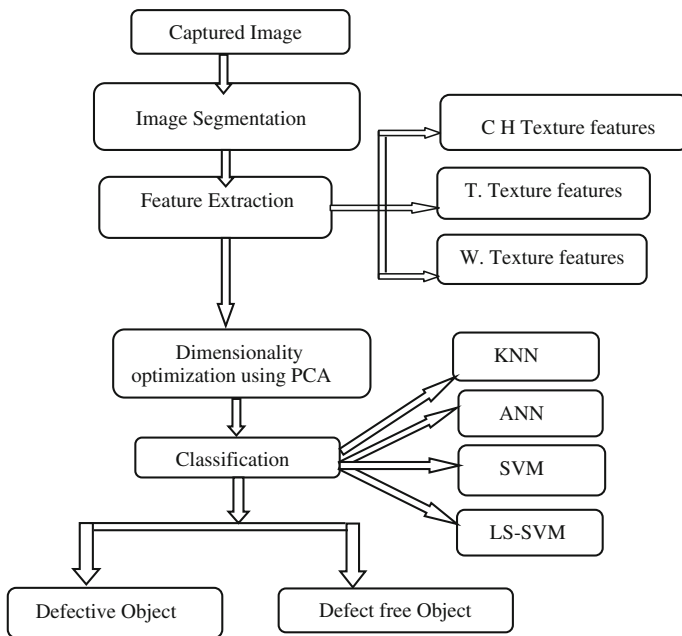 Captured Image
Image Segmentation
C H Texture features
Feature Extraction
T. Texture features
W. Texture features
Dimensionality
optimization using PCA
KNN
ANN
Classification
SVM
LS-SVM
Defective Object
Defect free Object